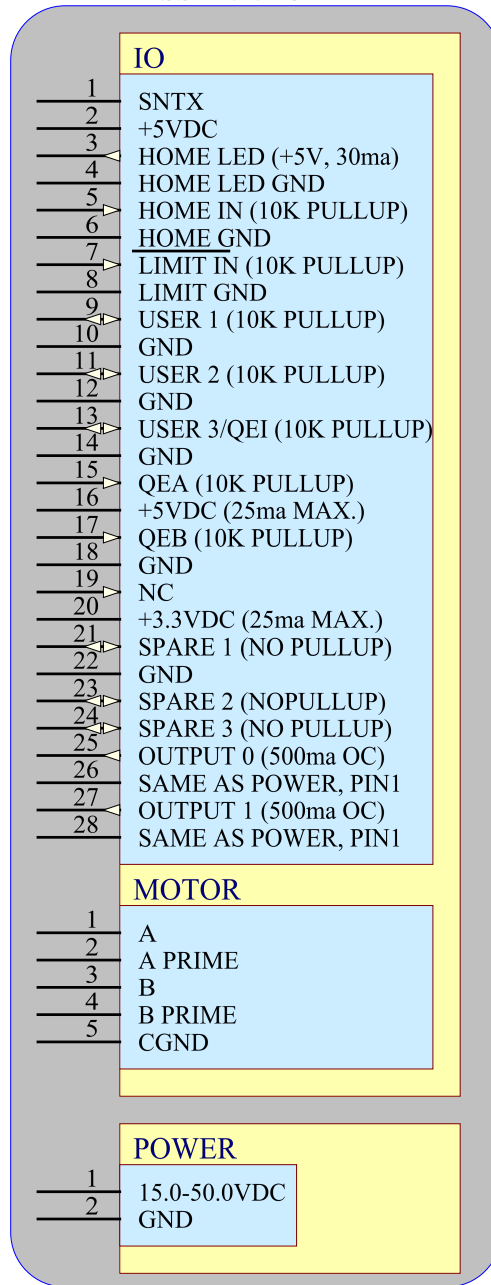 IO
1 SNTX
2 +5VDC
3 HOME LED (+5V, 30ma)
4 HOME LED GND
5 HOME IN (10K PULLUP)
6 HOME GND
7 LIMIT IN (10K PULLUP)
8 LIMIT GND
9 USER 1 (10K PULLUP)
10 GND
11 USER 2 (10K PULLUP)
12 GND
13 USER 3/QEI (10K PULLUP)
14 GND
15 QEA (10K PULLUP)
16 +5VDC (25ma MAX.)
17 QEB (10K PULLUP)
18 GND
19 NC
20 +3.3VDC (25ma MAX.)
21 SPARE 1 (NO PULLUP)
22 GND
23 SPARE 2 (NOPULLUP)
24 SPARE 3 (NO PULLUP)
25 OUTPUT 0 (500ma OC)
26 SAME AS POWER, PIN1
27 OUTPUT 1 (500ma OC)
28 SAME AS POWER, PIN1
MOTOR
1 A
2 A PRIME
3 B
4 B PRIME
5 CGND
POWER
1 15.0-50.0VDC
2 GND